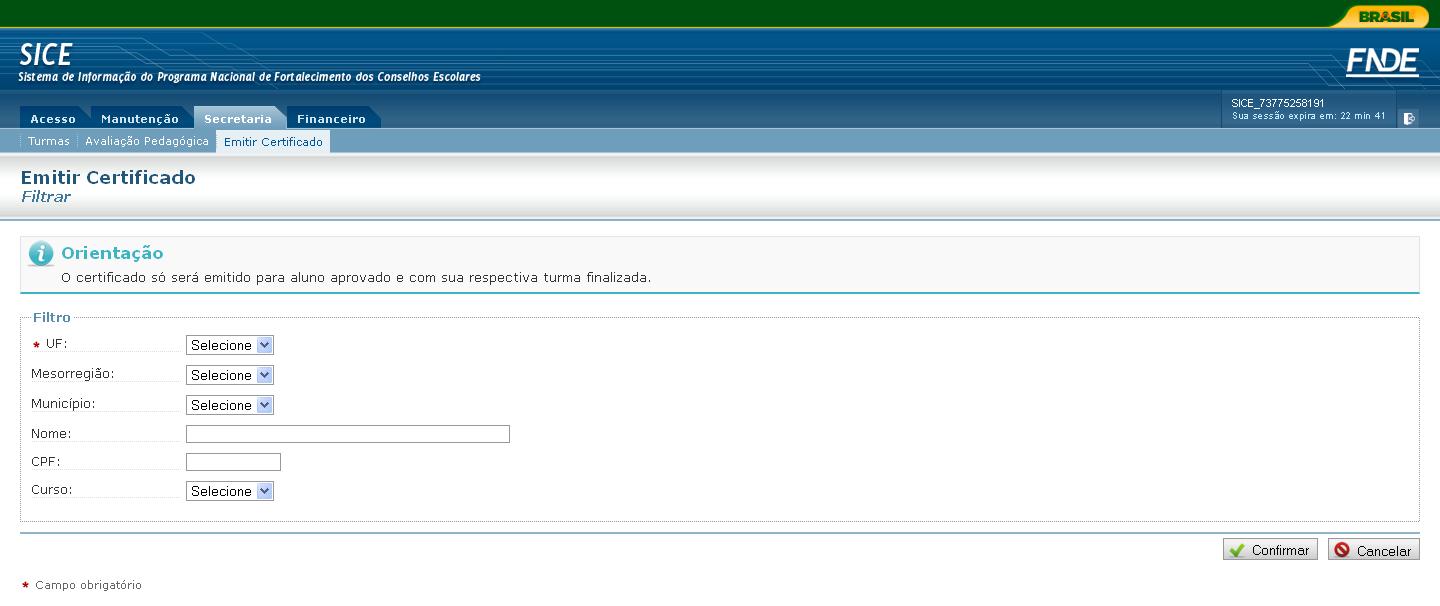 BRASIL
SICE
Sistema de Informação do Programa Nacional de Fortalecimento dos Conselhos Escolares
FNDE
Acesso Manutenção Secretaria Financeiro
SICE_73775258191
Sua sessão expira em: 22 min 41
Turmas Avaliação Pedagógica Emitir Certificado
Emitir Certificado
Filtrar
i Orientação
O certificado só será emitido para aluno aprovado e com sua respectiva turma finalizada.
Filtro
* UF: Selecione
Mesorregião: Selecione
Município: Selecione
Nome:
CPF:
Curso: Selecione
Confirmar Cancelar
* Campo obrigatório